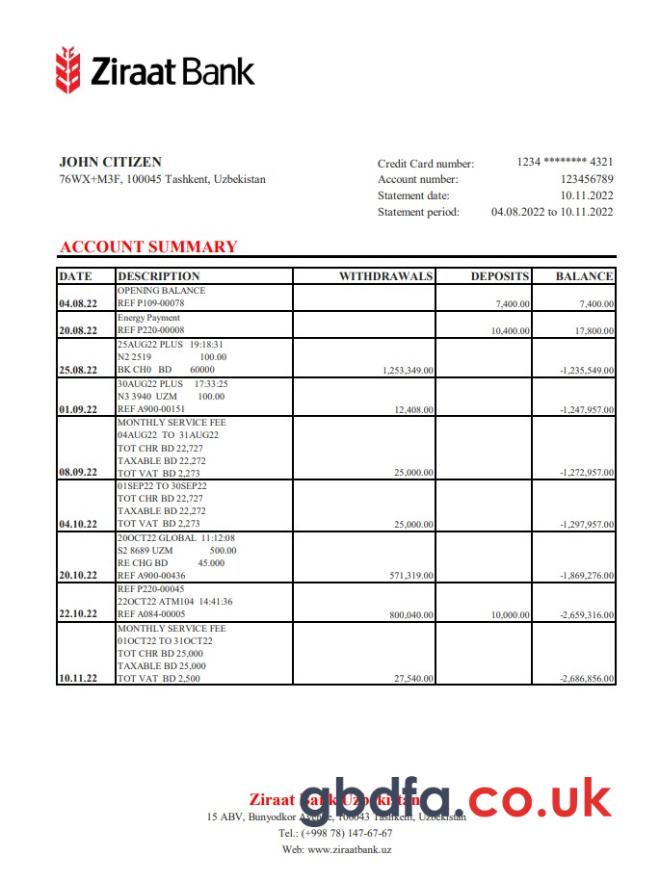 Ziraat Bank
JOHN CITIZEN
76WX+M3F, 100045 Tashkent, Uzbekistan
Credit Card number: 1234 ******** 4321
Account number: 123456789
Statement date: 10.11.2022
Statement period: 04.08.2022 to 10.11.2022
ACCOUNT SUMMARY
DATE DESCRIPTION WITHDRAWALS DEPOSITS BALANCE
OPENING BALANCE
04.08.22 REF P109-00078 7,400.00 7,400.00
Energy Payment
20.08.22 REF P220-00008 10,400.00 17,800.00
25AUG22 PLUS 19:18:31
N2 2519 100.00
25.08.22 BK CH0 BD 60000 1,253,349.00 -1,235,549.00
30AUG22 PLUS 17:33:25
N3 3940 UZM 100.00
01.09.22 REF A900-00151 12,408.00 -1,247,957.00
MONTHLY SERVICE FEE
04AUG22 TO 31AUG22
TOT CHR BD 22,727
TAXABLE BD 22,272
08.09.22 TOT VAT BD 2,273 25,000.00 -1,272,957.00
01SEP22 TO 30SEP22
TOT CHR BD 22,727
TAXABLE BD 22,272
04.10.22 TOT VAT BD 2,273 25,000.00 -1,297,957.00
20OCT22 GLOBAL 11:12:08
S2 8689 UZM 500.00
RE CHG BD 45.000
20.10.22 REF A900-00436 571,319.00 -1,869,276.00
REF P220-00045
22OCT22 ATM104 14:41:36
22.10.22 REF A084-00005 800,040.00 10,000.00 -2,659,316.00
MONTHLY SERVICE FEE
01OCT22 TO 31OCT22
TOT CHR BD 25,000
TAXABLE BD 25,000
10.11.22 TOT VAT BD 2,500 27,540.00 -2,686,856.00
Ziraat Bank Uzbekistan
gbdfa.co.uk
15 ABV, Bunyodkor Avenue, 100043 Tashkent, Uzbekistan
Tel.: (+998 78) 147-67-67
Web: www.ziraatbank.uz